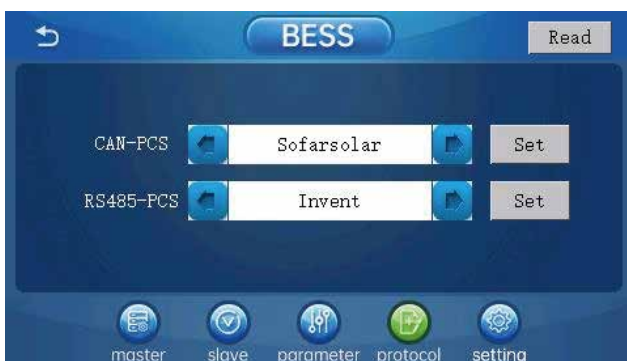 BESS
Read
CAN-PCS Sofarsolar Set
RS485-PCS Invent Set
master slave parameter protocol setting